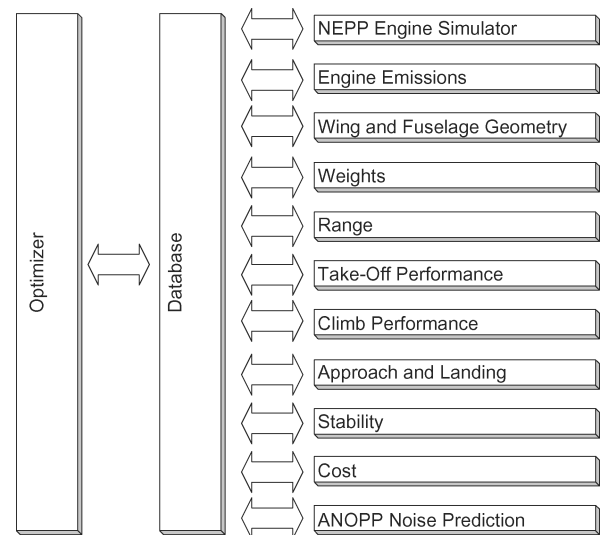 Optimizer
Database
NEPP Engine Simulator
Engine Emissions
Wing and Fuselage Geometry
Weights
Range
Take-Off Performance
Climb Performance
Approach and Landing
Stability
Cost
ANOPP Noise Prediction